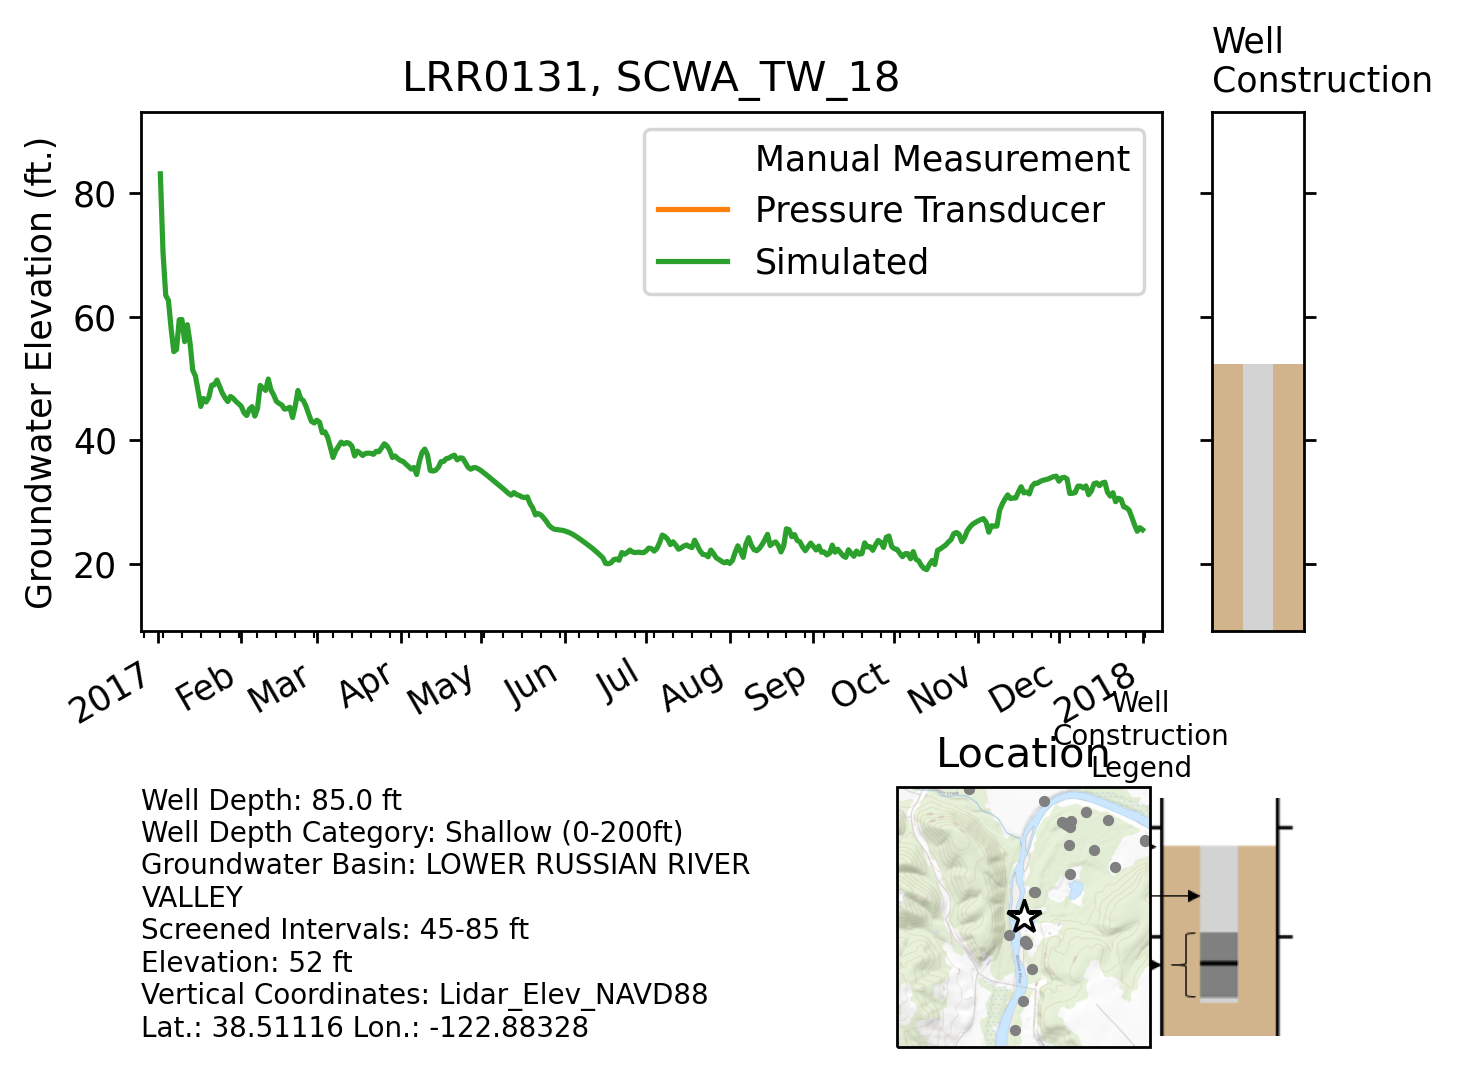 Well
Construction
LRR0131, SCWA_TW_18
Groundwater Elevation (ft.)
80
60
40
20
Manual Measurement
Pressure Transducer
Simulated
2017
Feb
Mar
Apr
May
Jun
Jul
Aug
Sep
Oct
Nov
Dec
2018
Location
Well
Construction
Legend
Well Depth: 85.0 ft
Well Depth Category: Shallow (0-200ft)
Groundwater Basin: LOWER RUSSIAN RIVER
VALLEY
Screened Intervals: 45-85 ft
Elevation: 52 ft
Vertical Coordinates: Lidar_Elev_NAVD88
Lat.: 38.51116 Lon.: -122.88328